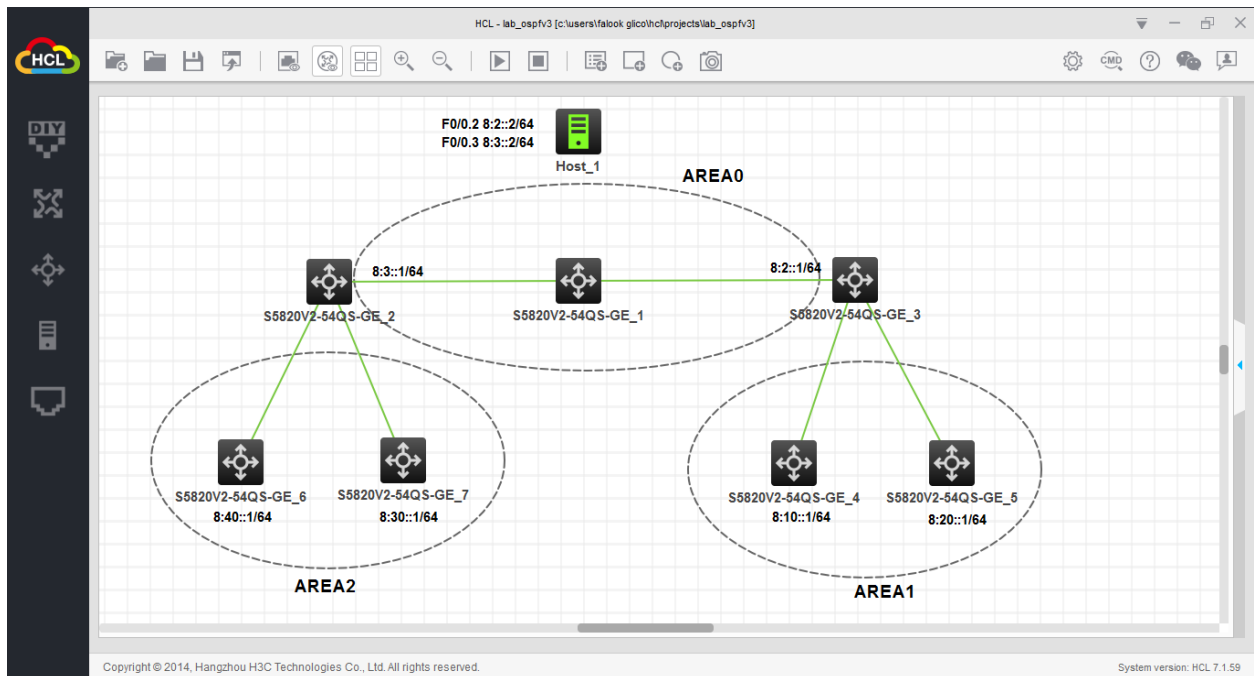 HCL - lab_ospfv3 [c:\users\falook glico\hcl\projects\lab_ospfv3]
HCL
CMD
DIY
F0/0.2 8:2::2/64
F0/0.3 8:3::2/64
Host_1
AREA0
8:3::1/64
8:2::1/64
S5820V2-54QS-GE_2
S5820V2-54QS-GE_1
S5820V2-54QS-GE_3
S5820V2-54QS-GE_6
S5820V2-54QS-GE_7
S5820V2-54QS-GE_4
S5820V2-54QS-GE_5
8:40::1/64
8:30::1/64
8:10::1/64
8:20::1/64
AREA2
AREA1
Copyright © 2014, Hangzhou H3C Technologies Co., Ltd. All rights reserved.
System version: HCL 7.1.59